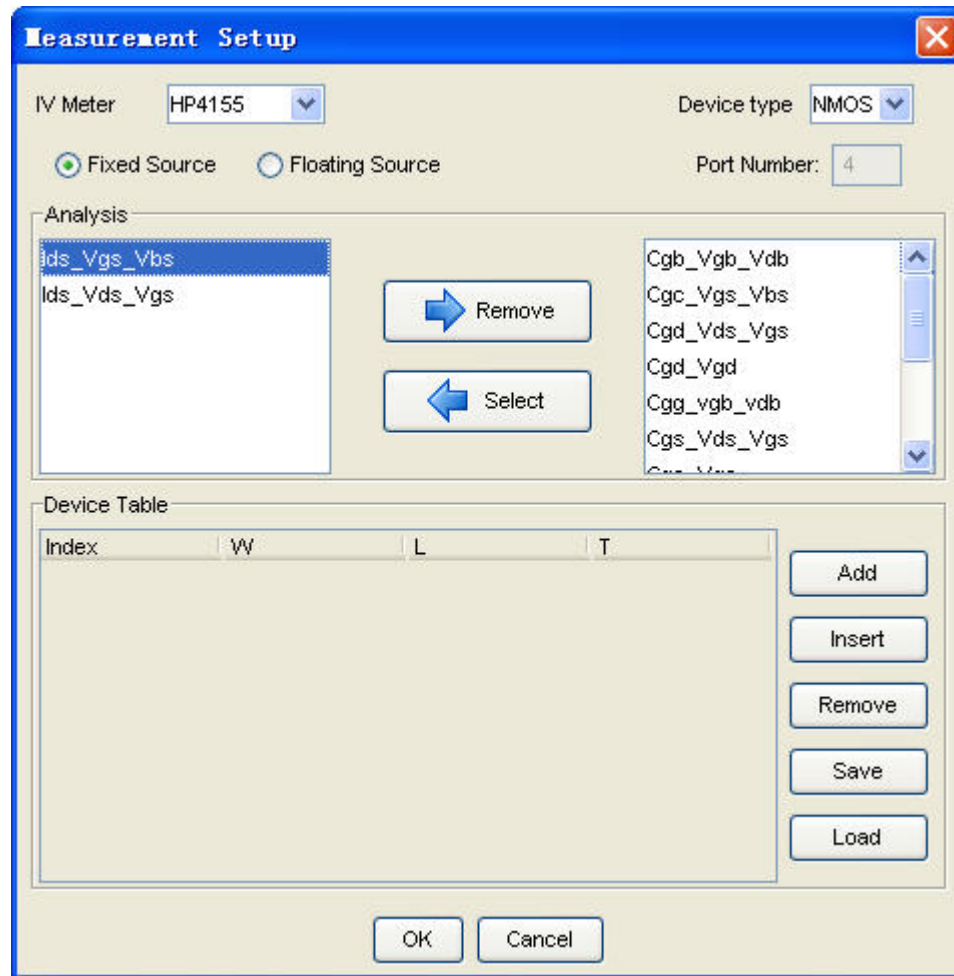 Measurement Setup
IV Meter HP4155 Device type NMOS
Fixed Source Floating Source Port Number: 4
Analysis
Ids_Vgs_Vbs
Ids_Vds_Vgs
Remove
Select
Cgb_Vgb_Vdb
Cgc_Vgs_Vbs
Cgd_Vds_Vgs
Cgd_Vgd
Cgg_vgb_vdb
Cgs_Vds_Vgs
Device Table
Index W L T
Add
Insert
Remove
Save
Load
OK Cancel